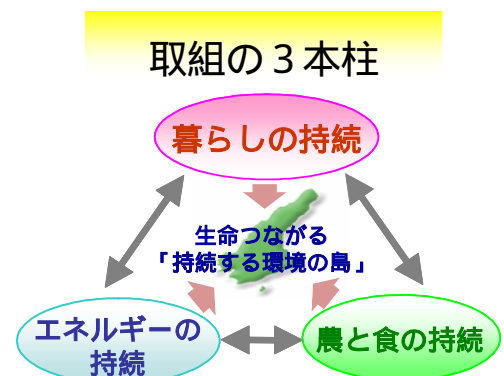 取組の３本柱
暮らしの持続
生命つながる
「持続する環境の島」
エネルギーの
持続
農と食の持続